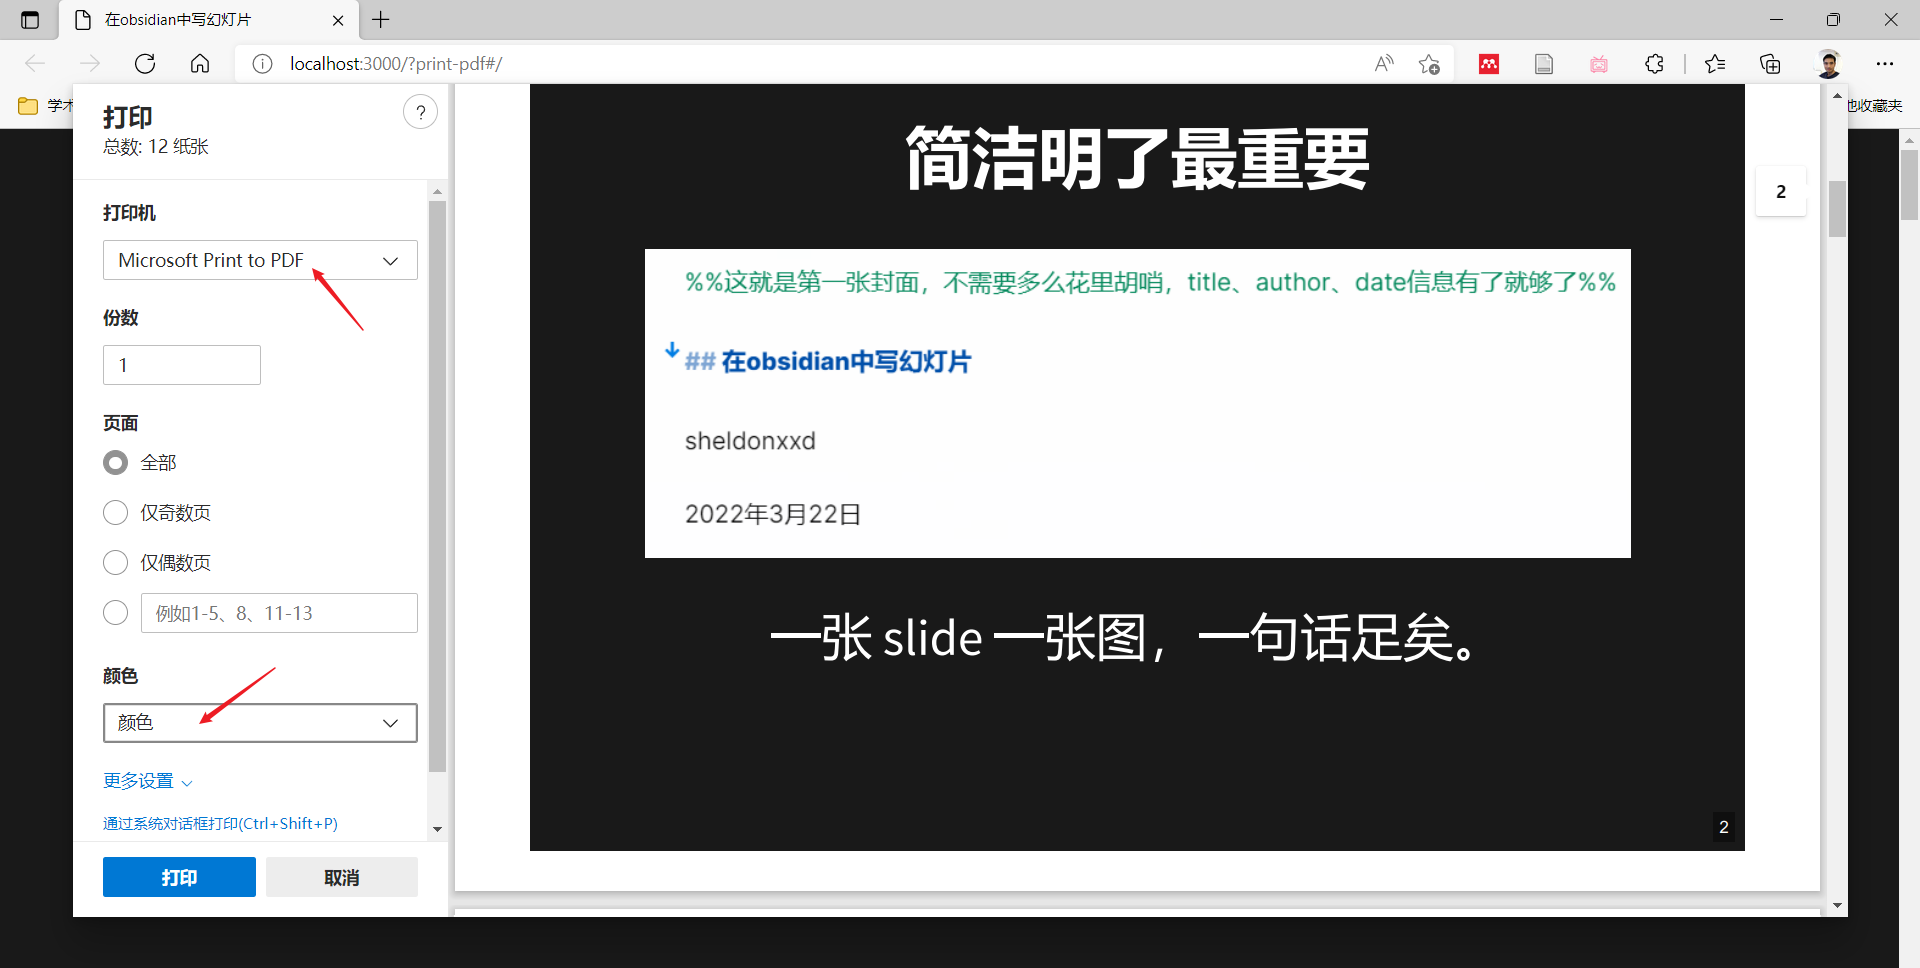 在obsidian中写幻灯片
localhost:3000/?print-pdf#/
学术
也收藏夹
打印
?
总数: 12 纸张
打印机
Microsoft Print to PDF
份数
1
页面
全部
仅奇数页
仅偶数页
例如1-5、8、11-13
颜色
颜色
更多设置
通过系统对话框打印(Ctrl+Shift+P)
打印
取消
简洁明了最重要
%%这就是第一张封面，不需要多么花里胡哨，title、author、date信息有了就够了%%
## 在obsidian中写幻灯片
sheldonxxd
2022年3月22日
一张 slide 一张图，一句话足矣。
2
2